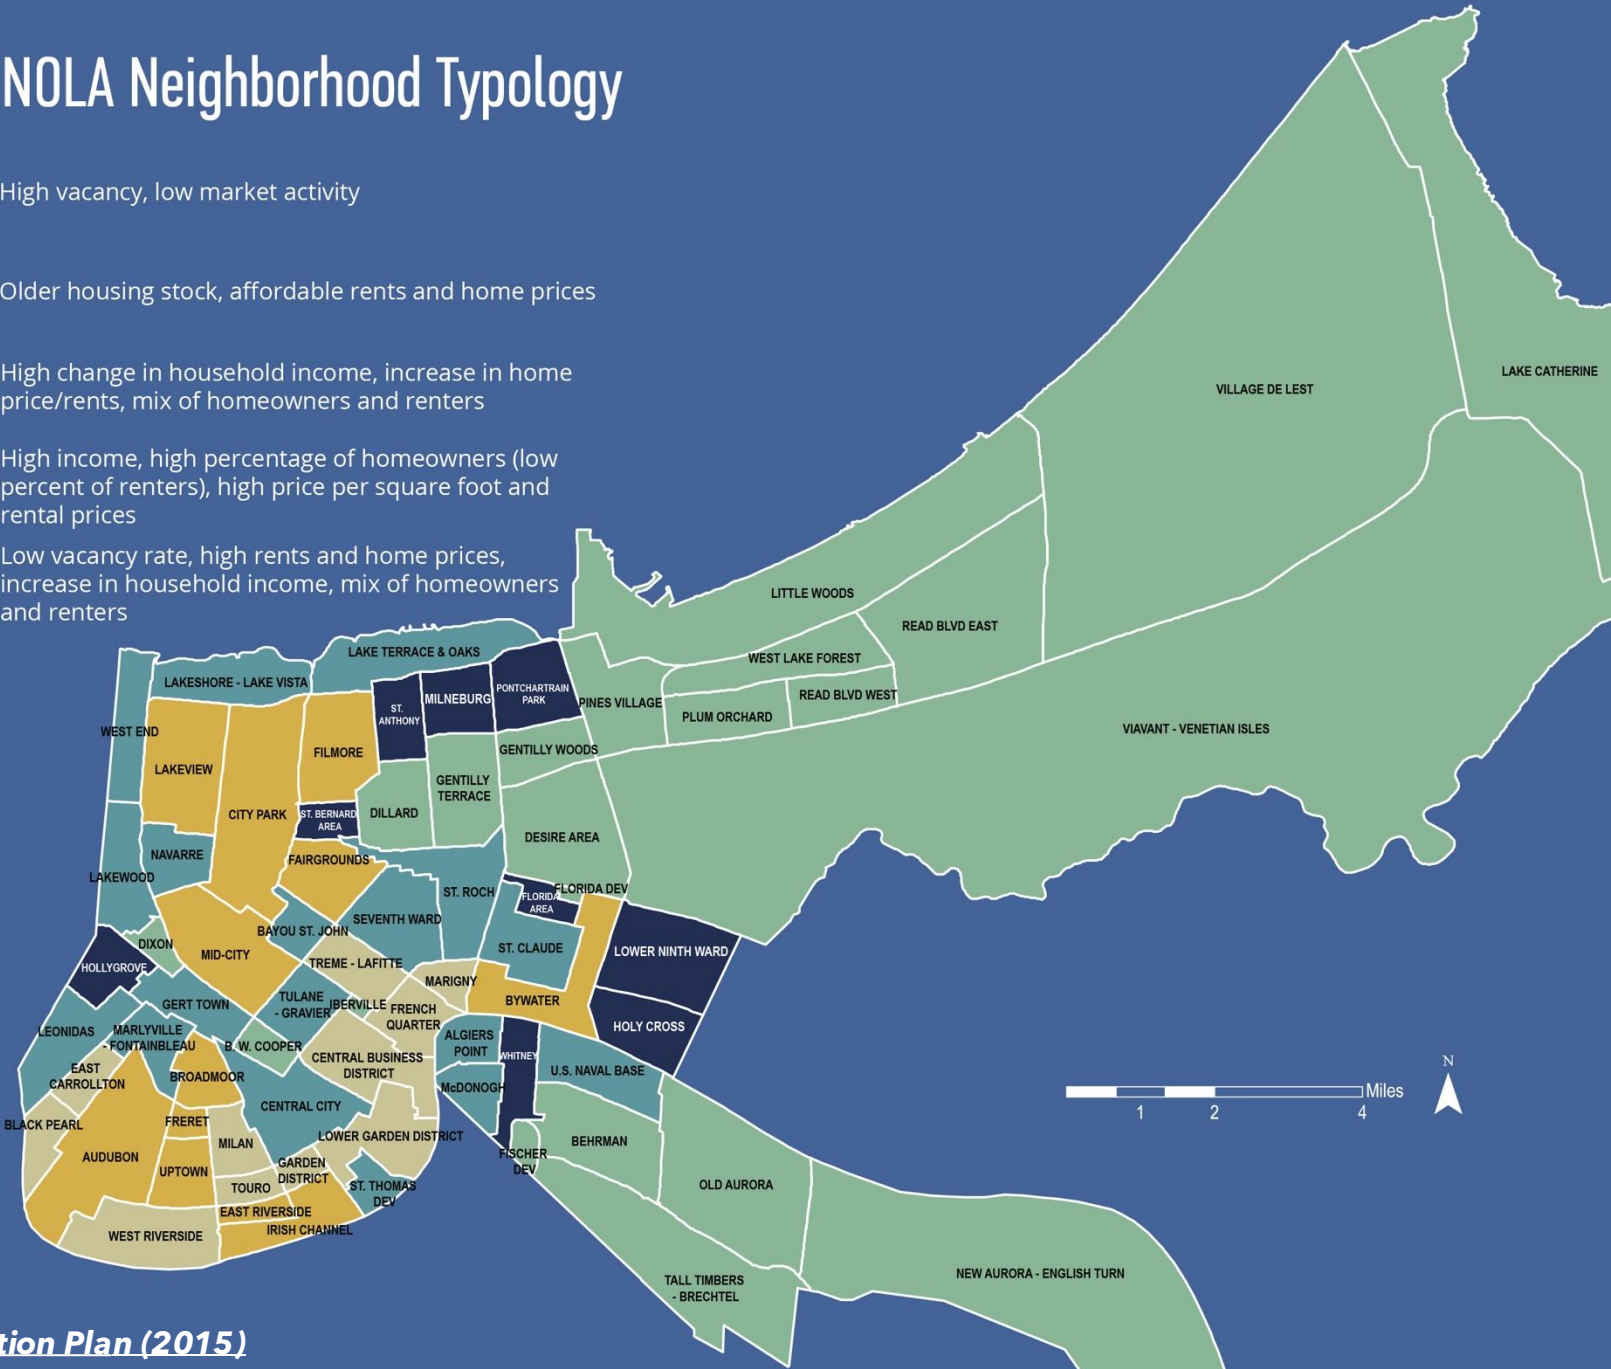 NOLA Neighborhood Typology
High vacancy, low market activity
Older housing stock, affordable rents and home prices
High change in household income, increase in home
price/rents, mix of homeowners and renters
High income, high percentage of homeowners (low
percent of renters), high price per square foot and
rental prices
Low vacancy rate, high rents and home prices,
increase in household income, mix of homeowners
and renters
VILLAGE DE LEST
LAKE CATHERINE
LITTLE WOODS
READ BLVD EAST
WEST LAKE FOREST
READ BLVD WEST
PINES VILLAGE
PLUM ORCHARD
VIAVANT - VENETIAN ISLES
LAKE TERRACE & OAKS
LAKESHORE - LAKE VISTA
PONTCHARTRAIN
PARK
MILNEBURG
ST.
ANTHONY
WEST END
LAKEVIEW
FILMORE
GENTILLY WOODS
GENTILLY
TERRACE
CITY PARK
ST. BERNARD
AREA
DILLARD
DESIRE AREA
NAVARRE
FAIRGROUNDS
LAKEWOOD
ST. ROCH
FLORIDA DEV
FLORIDA
AREA
SEVENTH WARD
BAYOU ST. JOHN
DIXON
MID-CITY
ST. CLAUDE
LOWER NINTH WARD
HOLLYGROVE
TREME - LAFITTE
MARIGNY
BYWATER
GERT TOWN
TULANE
- GRAVIER
IBERVILLE
FRENCH
QUARTER
HOLY CROSS
LEONIDAS
MARLYVILLE
- FONTAINBLEAU
B. W. COOPER
ALGIERS
POINT
WHITNEY
CENTRAL BUSINESS
DISTRICT
U.S. NAVAL BASE
EAST
CARROLLTON
BROADMOOR
McDONOGH
CENTRAL CITY
BLACK PEARL
FRERET
MILAN
LOWER GARDEN DISTRICT
BEHRMAN
FISCHER
DEV
AUDUBON
UPTOWN
GARDEN
DISTRICT
TOURO
ST. THOMAS
DEV
OLD AURORA
EAST RIVERSIDE
IRISH CHANNEL
WEST RIVERSIDE
TALL TIMBERS
- BRECHTEL
NEW AURORA - ENGLISH TURN
N
Miles
1 2 4
tion Plan (2015)